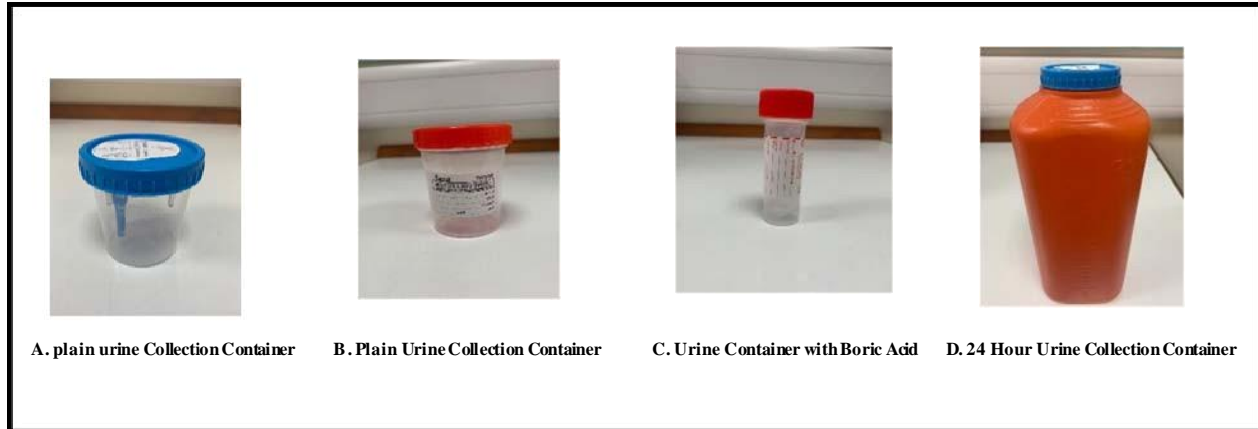 A. plain urine Collection Container
B. Plain Urine Collection Container
C. Urine Container with Boric Acid
D. 24 Hour Urine Collection Container